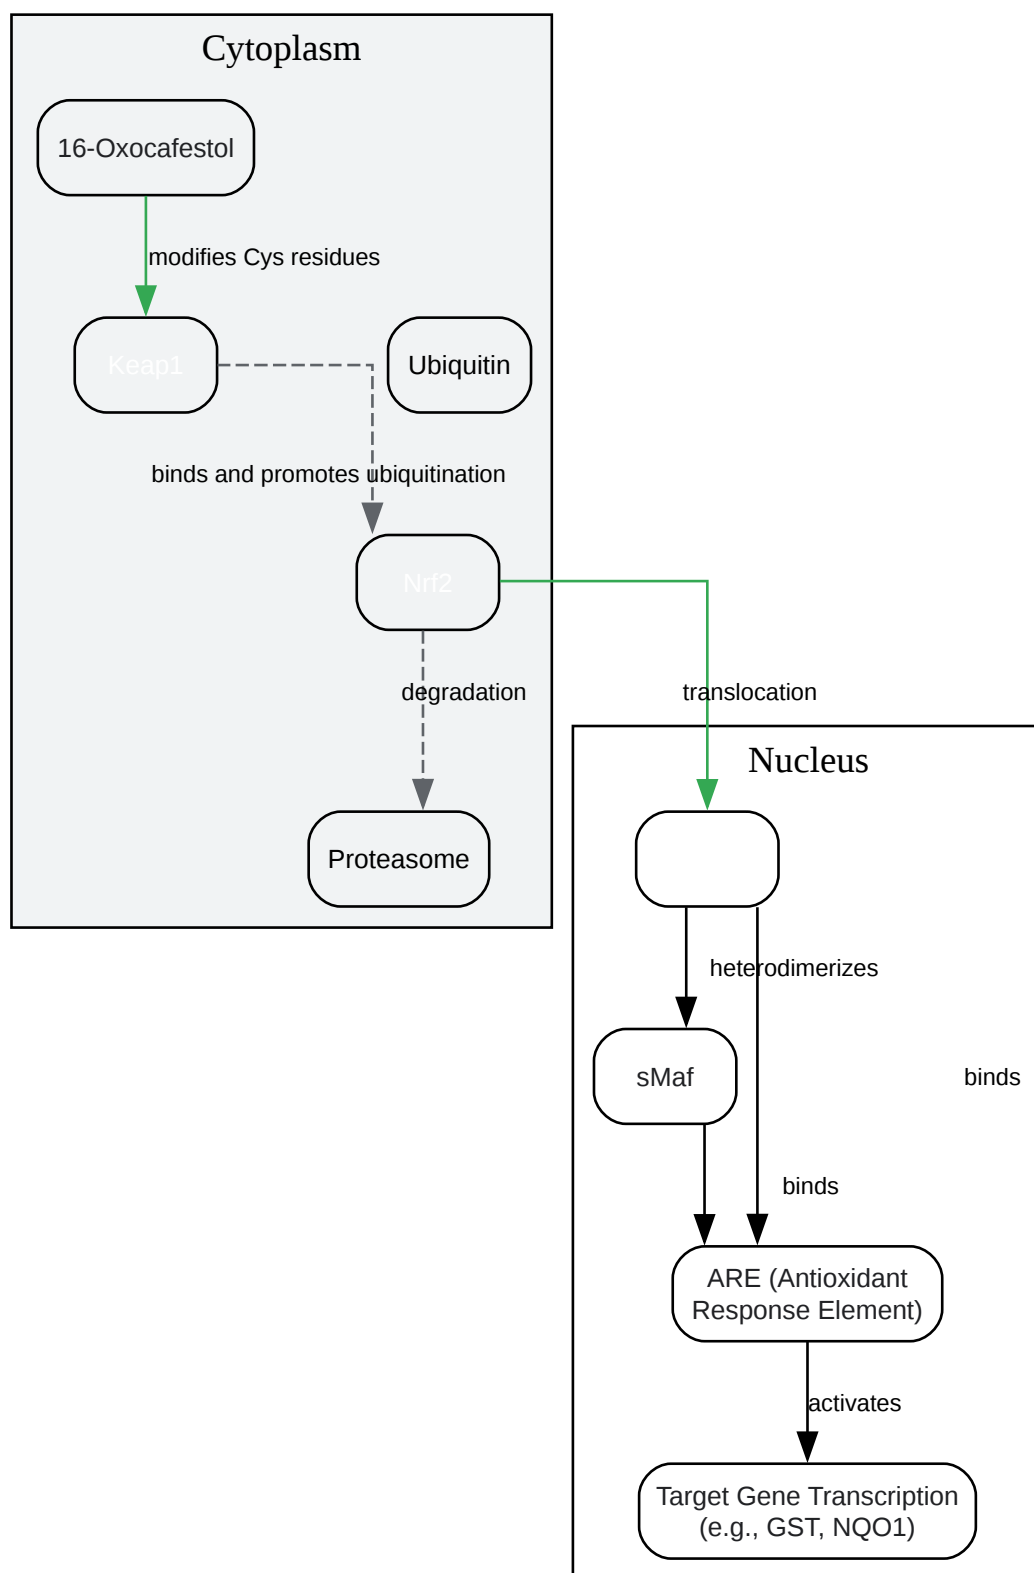 Cytoplasm
16-Oxocafestol
modifies Cys residues
Keap1
Ubiquitin
binds and promotes ubiquitination
Nrf2
degradation
translocation
Nucleus
Proteasome
heterodimerizes
sMaf
binds
binds
ARE (Antioxidant
Response Element)
activates
Target Gene Transcription
(e.g., GST, NQO1)